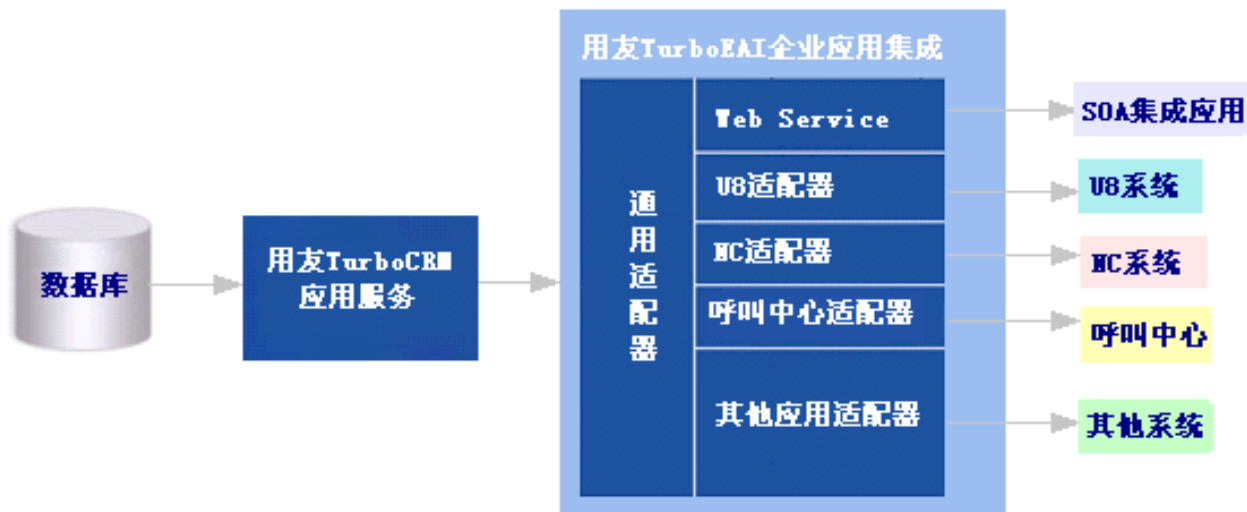 用友TurboEAI企业应用集成
数据库
用友TurboCRM
应用服务
通用适配器
Web Service
U8适配器
NC适配器
呼叫中心适配器
其他应用适配器
SOA集成应用
U8系统
NC系统
呼叫中心
其他系统